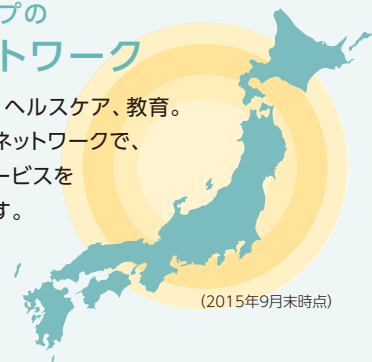 プの
トワーク
ヘルスケア、教育。
ネットワークで、
ービスを
す。
(2015年9月末時点)